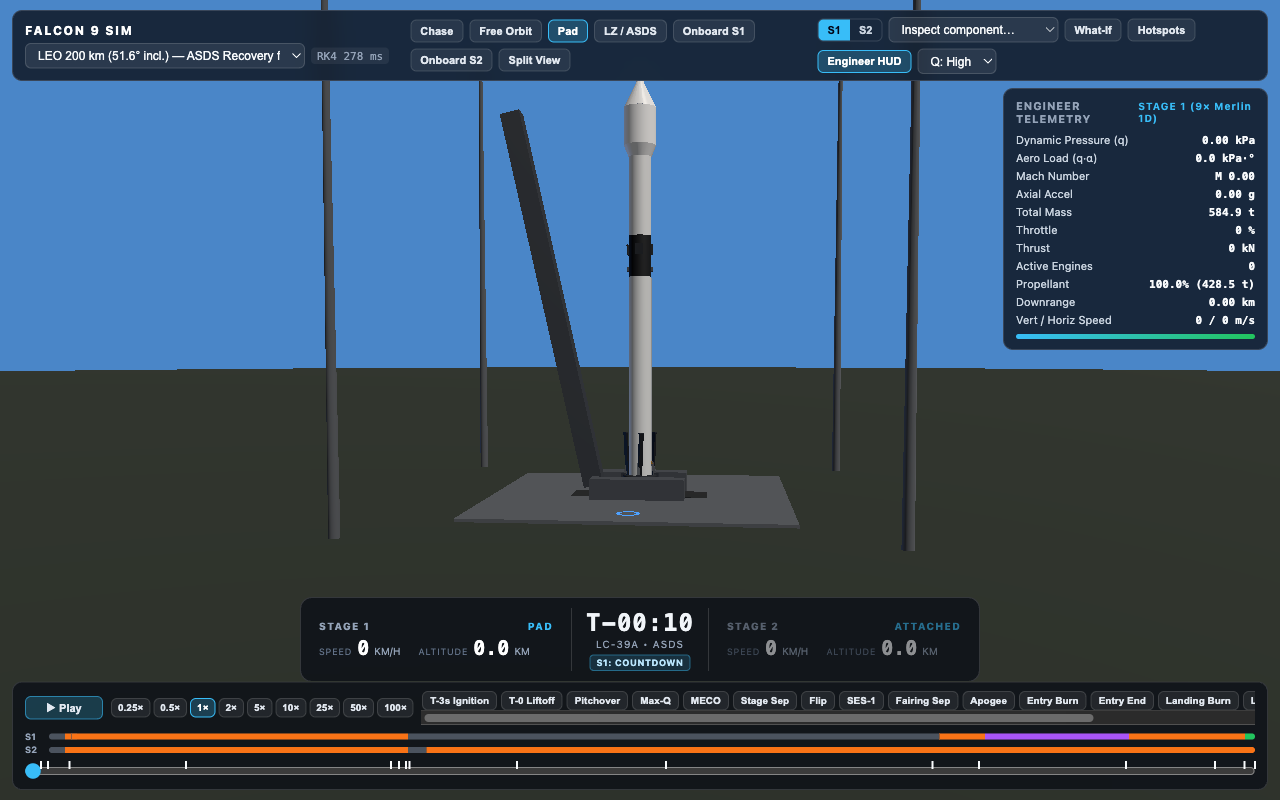 FALCON 9 SIM
LEO 200 km (51.6° incl.) — ASDS Recovery f
RK4 278 ms
Chase
Free Orbit
Pad
LZ / ASDS
Onboard S1
Onboard S2
Split View
S1
S2
Inspect component...
What-If
Hotspots
Engineer HUD
Q: High
ENGINEER TELEMETRY
STAGE 1 (9× Merlin 1D)
Dynamic Pressure (q) 0.00 kPa
Aero Load (q·α) 0.0 kPa·°
Mach Number M 0.00
Axial Accel 0.00 g
Total Mass 584.9 t
Throttle 0 %
Thrust 0 kN
Active Engines 0
Propellant 100.0% (428.5 t)
Downrange 0.00 km
Vert / Horiz Speed 0 / 0 m/s
STAGE 1 PAD
SPEED 0 KM/H ALTITUDE 0.0 KM
T−00:10
LC-39A • ASDS
S1: COUNTDOWN
STAGE 2 ATTACHED
SPEED 0 KM/H ALTITUDE 0.0 KM
▶ Play
0.25×
0.5×
1×
2×
5×
10×
25×
50×
100×
T-3s Ignition
T-0 Liftoff
Pitchover
Max-Q
MECO
Stage Sep
Flip
SES-1
Fairing Sep
Apogee
Entry Burn
Entry End
Landing Burn
S1
S2